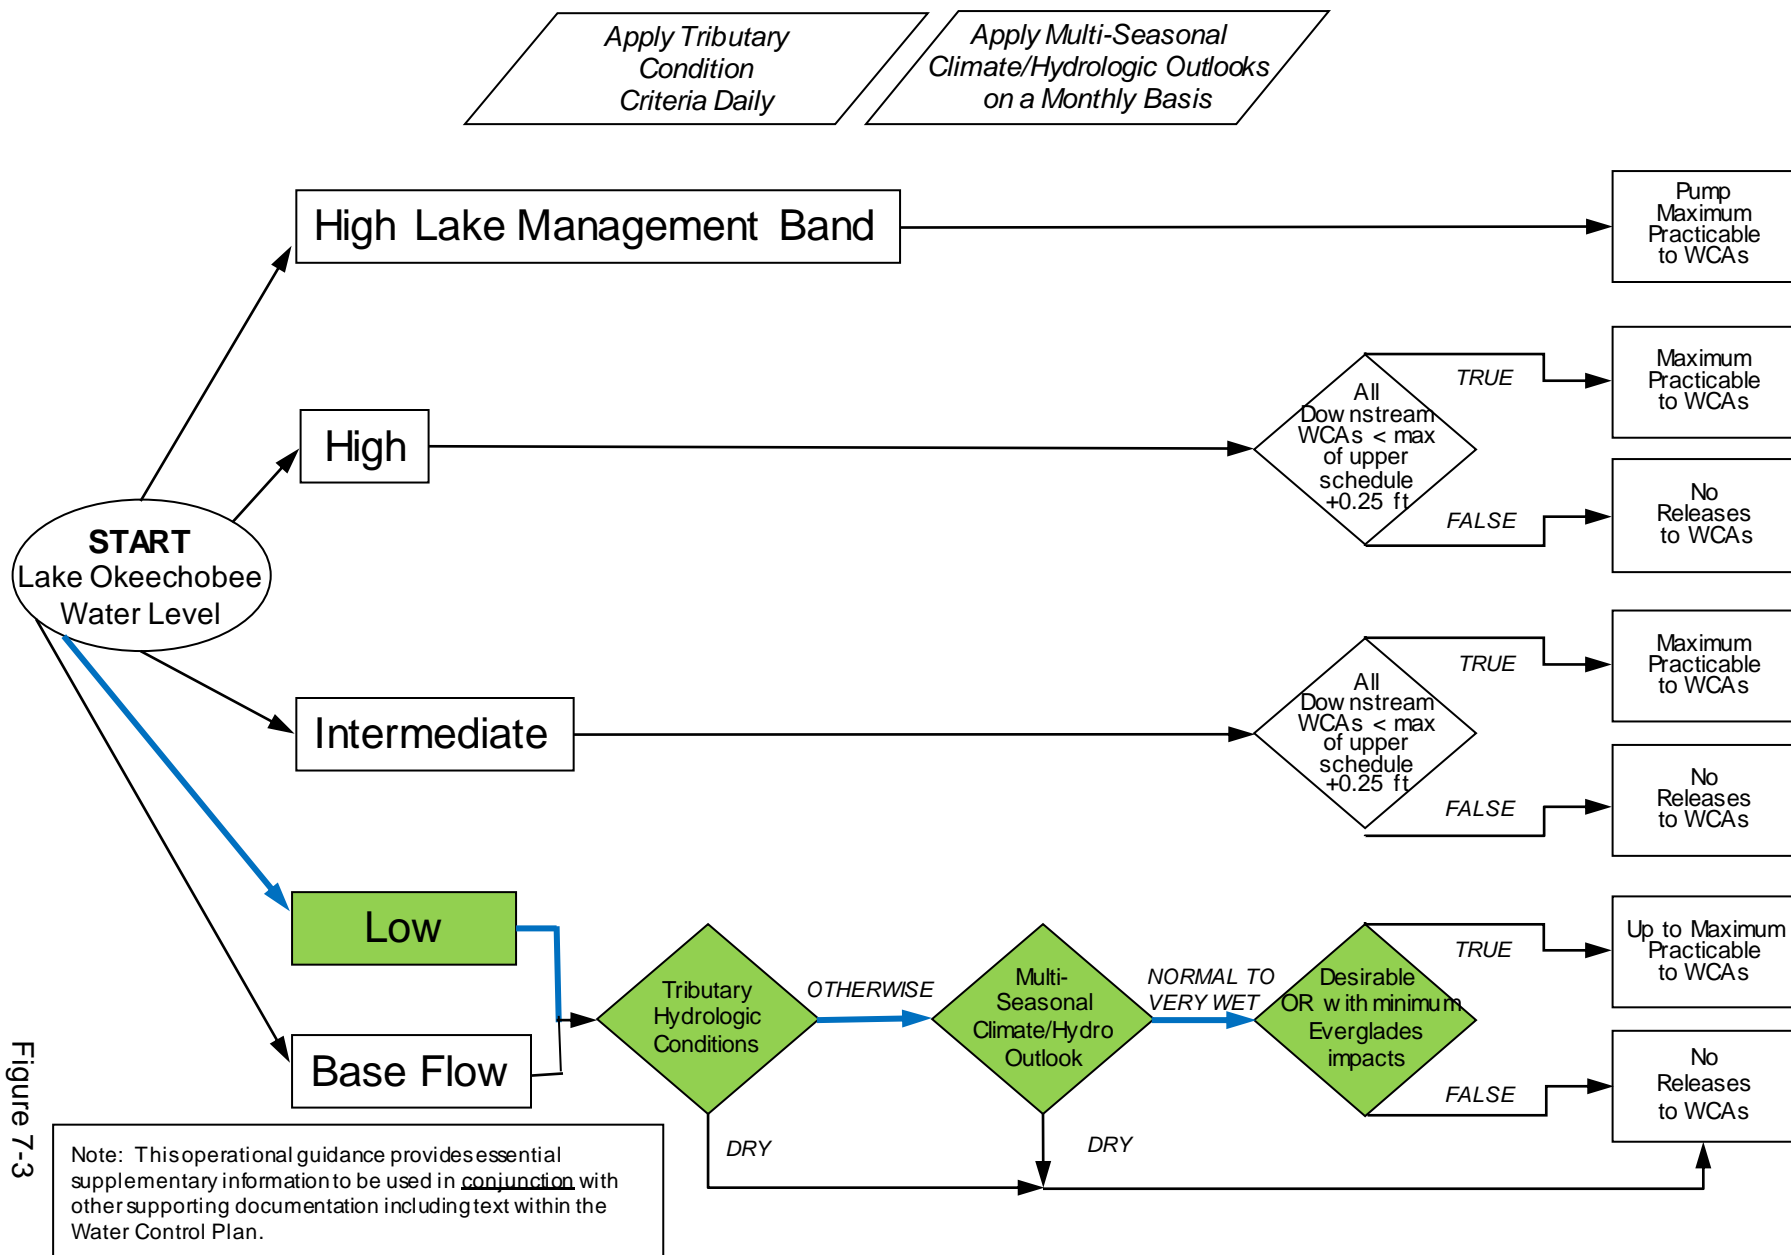 Apply Tributary
Condition
Criteria Daily
Apply Multi-Seasonal
Climate/Hydrologic Outlooks
on a Monthly Basis
High Lake Management Band
Pump
Maximum
Practicable
to WCAs
High
All
Downstream
WCAs < max
of upper
schedule
+0.25 ft
TRUE
FALSE
Maximum
Practicable
to WCAs
No
Releases
to WCAs
START
Lake Okeechobee
Water Level
Intermediate
All
Downstream
WCAs < max
of upper
schedule
+0.25 ft
TRUE
FALSE
Maximum
Practicable
to WCAs
No
Releases
to WCAs
Low
Base Flow
Tributary
Hydrologic
Conditions
OTHERWISE
DRY
Multi-
Seasonal
Climate/Hydro
Outlook
NORMAL TO
VERY WET
DRY
Desirable
OR with minimum
Everglades
impacts
TRUE
FALSE
Up to Maximum
Practicable
to WCAs
No
Releases
to WCAs
Figure 7-3
Note: This operational guidance provides essential
supplementary information to be used in conjunction with
other supporting documentation including text within the
Water Control Plan.